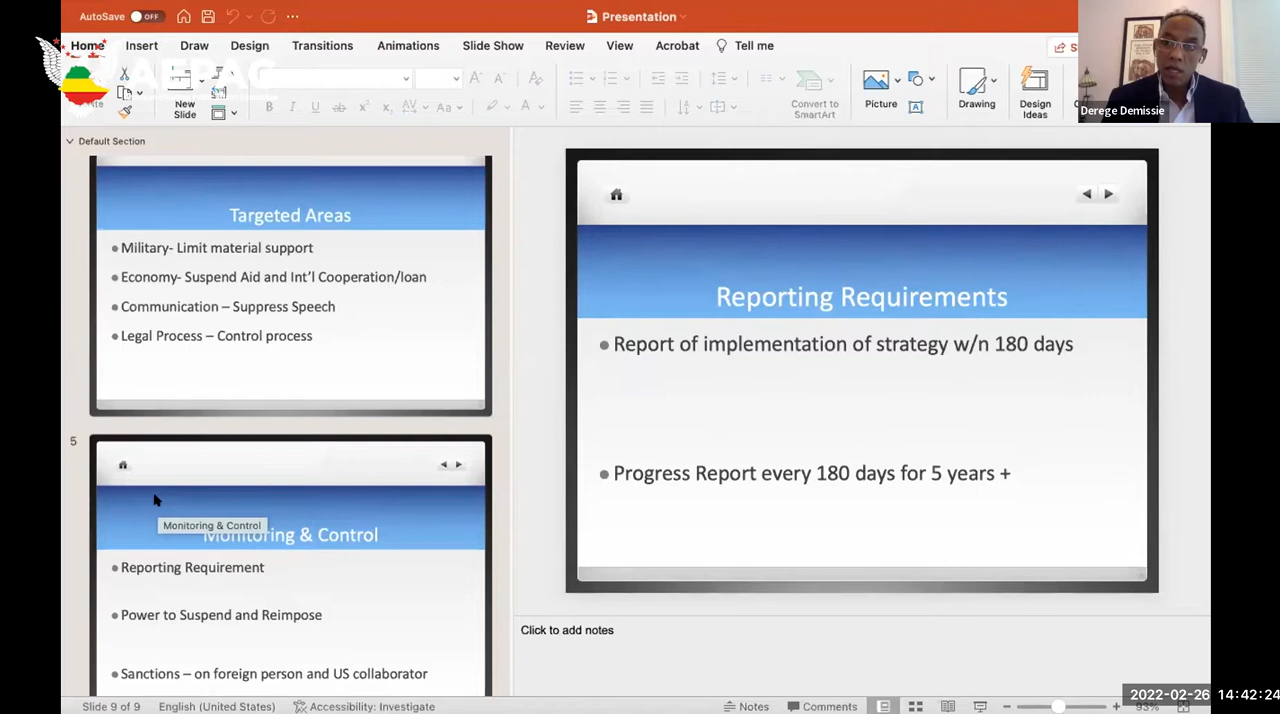 AutoSave OFF
Presentation
Home Insert Draw Design Transitions Animations Slide Show Review View Acrobat Tell me
AEPAC
New
Slide
B I U ab
Aa
Convert to
SmartArt
Picture
Drawing
Design
Ideas
Derege Demissie
Default Section
Targeted Areas
Military- Limit material support
Economy- Suspend Aid and Int'l Cooperation/loan
Communication – Suppress Speech
Legal Process – Control process
5
Monitoring & Control
Monitoring & Control
Reporting Requirement
Power to Suspend and Reimpose
Sanctions – on foreign person and US collaborator
Reporting Requirements
Report of implementation of strategy w/n 180 days
Progress Report every 180 days for 5 years +
Click to add notes
2022-02-26 14:42:24
Slide 9 of 9 English (United States) Accessibility: Investigate Notes Comments 93%